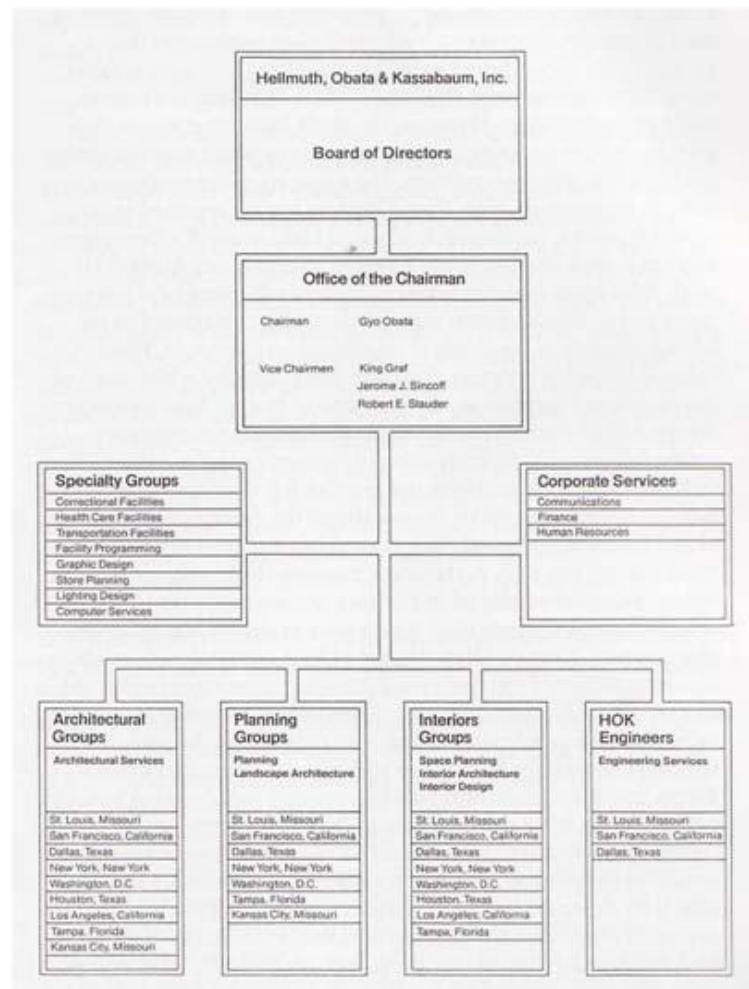 Hellmuth, Obata & Kassabaum, Inc.
Board of Directors
Office of the Chairman
Chairman Gyo Obata
Vice Chairmen King Graf
Jerome J. Sincoff
Robert E. Stauder
Specialty Groups
Correctional Facilities
Health Care Facilities
Transportation Facilities
Facility Programming
Graphic Design
Store Planning
Lighting Design
Computer Services
Corporate Services
Communications
Finance
Human Resources
Architectural
Groups
Architectural Services
St. Louis, Missouri
San Francisco, California
Dallas, Texas
New York, New York
Washington, D.C.
Houston, Texas
Los Angeles, California
Tampa, Florida
Kansas City, Missouri
Planning
Groups
Planning
Landscape Architecture
St. Louis, Missouri
San Francisco, California
Dallas, Texas
New York, New York
Washington, D.C.
Tampa, Florida
Kansas City, Missouri
Interiors
Groups
Space Planning
Interior Architecture
Interior Design
St. Louis, Missouri
San Francisco, California
Dallas, Texas
New York, New York
Washington, D.C.
Houston, Texas
Los Angeles, California
Tampa, Florida
HOK
Engineers
Engineering Services
St. Louis, Missouri
San Francisco, California
Dallas, Texas